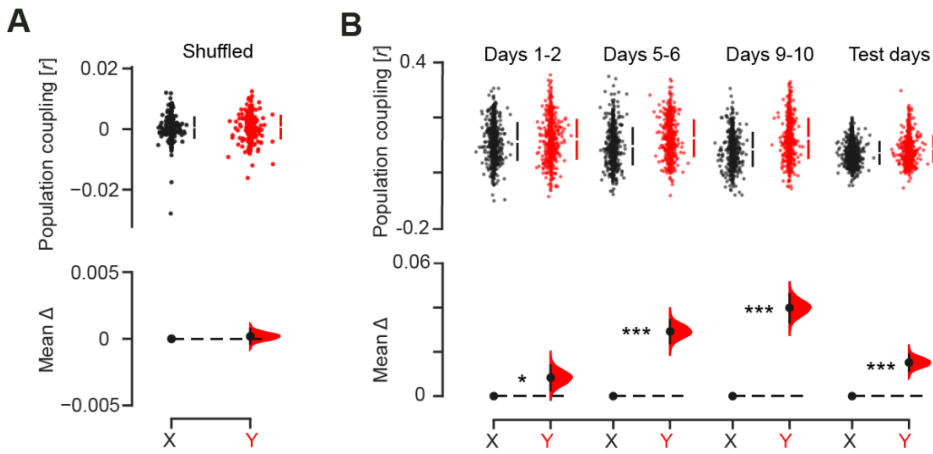 A
Shuffled
Population coupling [r]
0.02
0
−0.02
Mean Δ
0.005
0
−0.005
X Y
B
Days 1-2 Days 5-6 Days 9-10 Test days
Population coupling [r]
0.4
-0.2
Mean Δ
0.06
0
* *** *** ***
X Y X Y X Y X Y